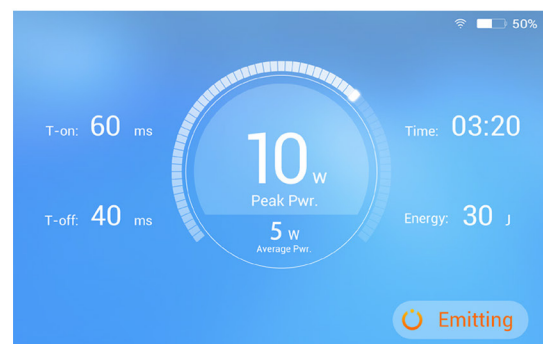 50%
T-on: 60 ms
Time: 03:20
10 W
Peak Pwr.
T-off: 40 ms
Energy: 30 J
5 W
Average Pwr.
Emitting